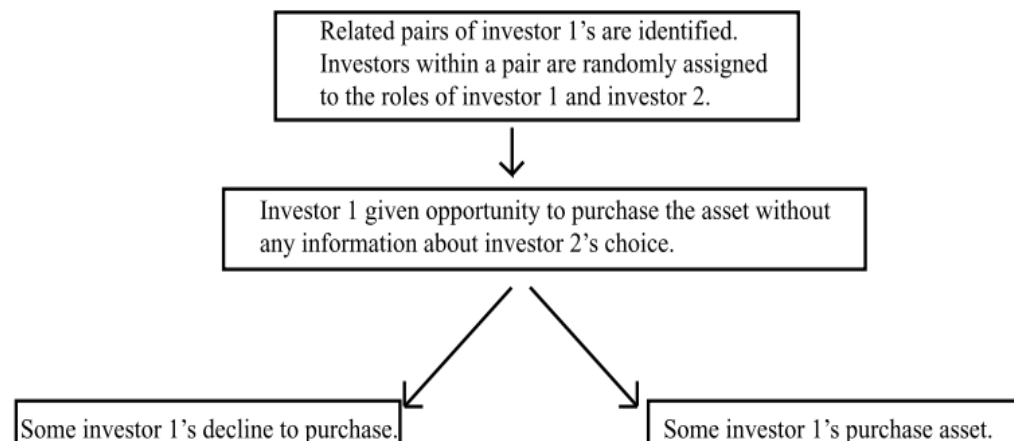 Related pairs of investor 1’s are identified.
Investors within a pair are randomly assigned
to the roles of investor 1 and investor 2.
Investor 1 given opportunity to purchase the asset without
any information about investor 2’s choice.
Some investor 1’s decline to purchase.
Some investor 1’s purchase asset.